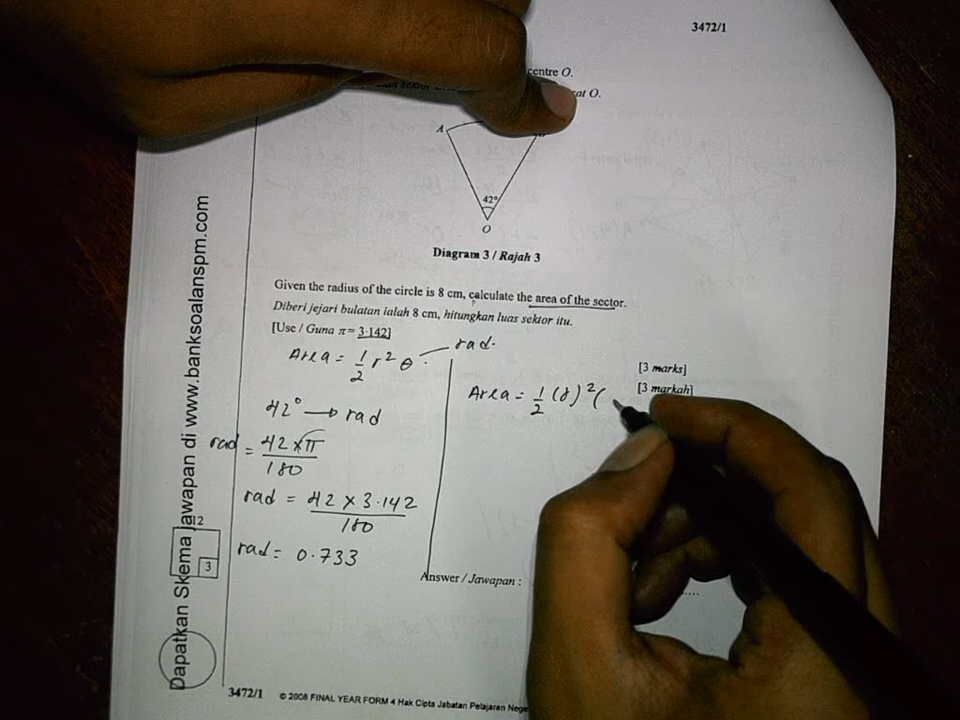 3472/1
centre O.
at O.
A
42°
O
Diagram 3 / Rajah 3
Given the radius of the circle is 8 cm, calculate the area of the sector.
Diberi jejari bulatan ialah 8 cm, hitungkan luas sektor itu.
[Use / Guna π = 3·142]
Area = 1/2 r² θ
rad.
[3 marks]
[3 markah]
42° → rad
rad = 42 × π / 180
rad = 42 × 3.142 / 180
rad = 0.733
Area = 1/2 (8)² (
Answer / Jawapan :
12
3
Dapatkan Skema Jawapan di www.banksoalanspm.com
3472/1 © 2008 FINAL YEAR FORM 4 Hak Cipta Jabatan Pelajaran